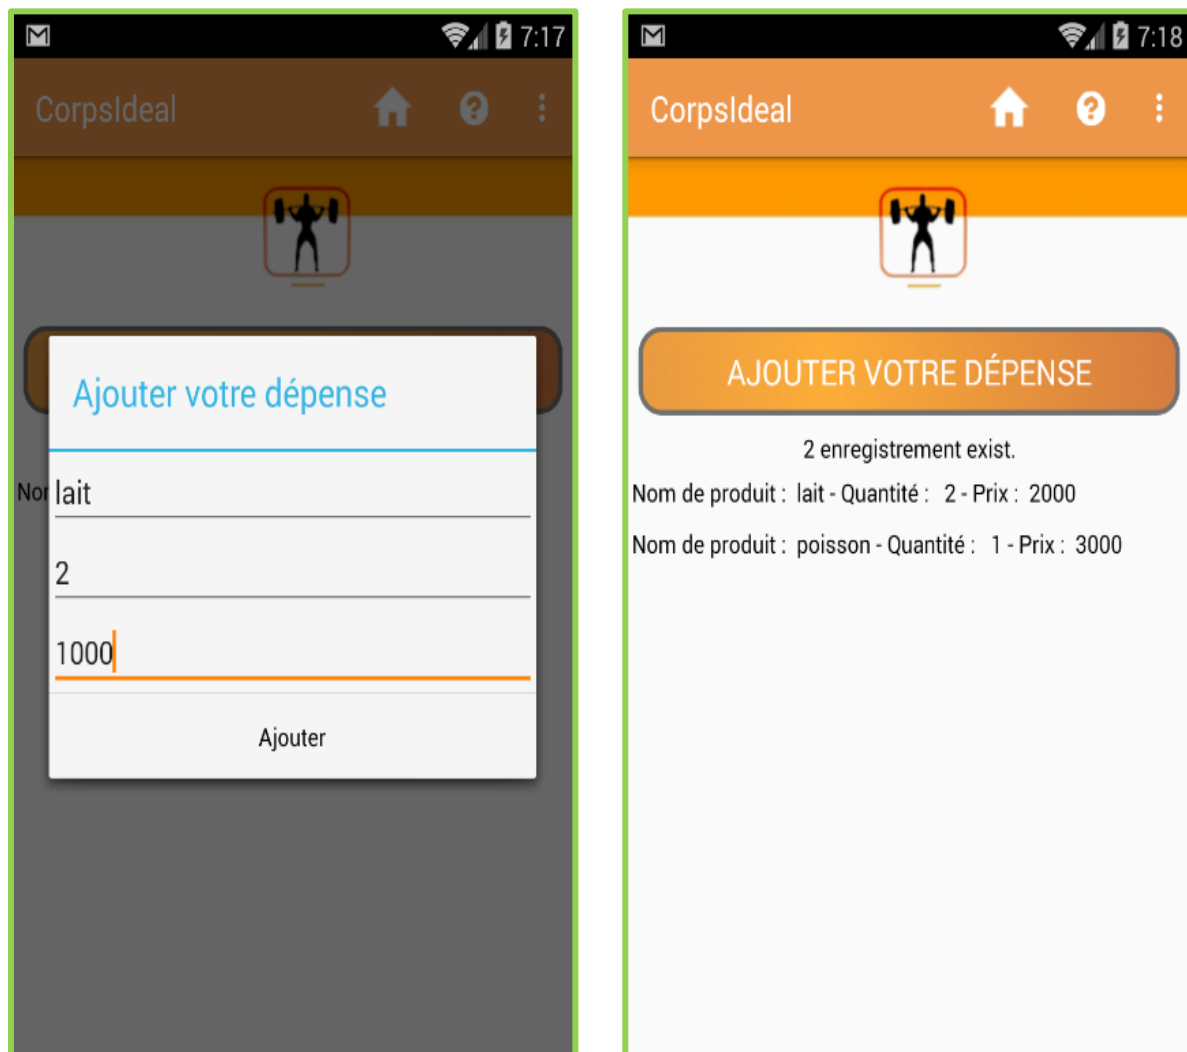 7:17
CorpsIdeal
Ajouter votre dépense
Nor
lait
2
1000
Ajouter
7:18
CorpsIdeal
AJOUTER VOTRE DÉPENSE
2 enregistrement exist.
Nom de produit : lait - Quantité : 2 - Prix : 2000
Nom de produit : poisson - Quantité : 1 - Prix : 3000